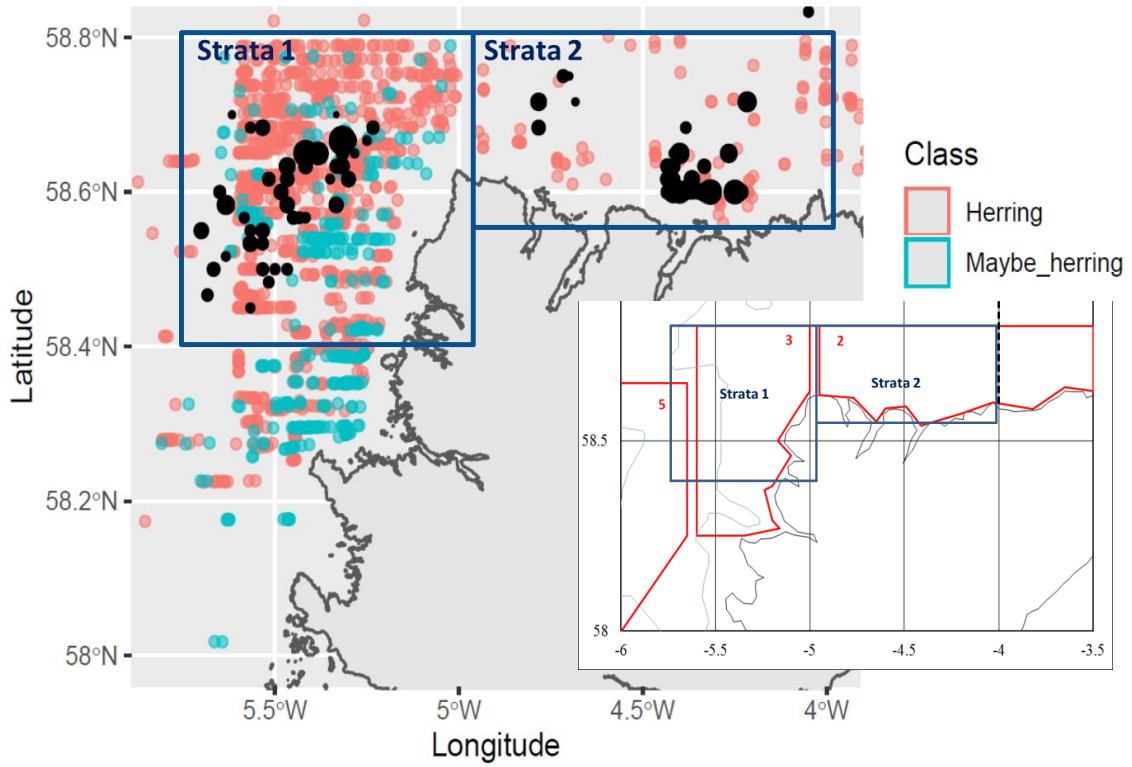 58.8°N
58.6°N
58.4°N
58.2°N
58°N
Latitude
Strata 1
Strata 2
5.5°W
5°W
4.5°W
4°W
Longitude
Class
Herring
Maybe_herring
3
2
5
Strata 1
Strata 2
58.5
58
-6
-5.5
-5
-4.5
-4
-3.5